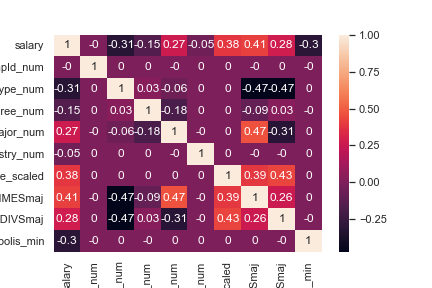 salary 1 -0 -0.31 -0.15 0.27 -0.05 0.38 0.41 0.28 -0.3
npId_num -0 1 0 0 -0 0 0 -0 -0 -0
ype_num -0.31 0 1 0.03 -0.06 0 0 -0.47 -0.47 0
ree_num -0.15 0 0.03 1 -0.18 0 0 -0.09 0.03 -0
ajor_num 0.27 -0 -0.06 -0.18 1 -0 0 0.47 -0.31 0
stry_num -0.05 0 0 0 -0 1 0 -0 0 -0
e_scaled 0.38 0 0 0 0 0 1 0.39 0.43 0
IMESmaj 0.41 -0 -0.47 -0.09 0.47 -0 0.39 1 0.26 -0
DIVSmaj 0.28 -0 -0.47 0.03 -0.31 -0 0.43 0.26 1 -0
polis_min -0.3 -0 0 -0 0 -0 0 -0 -0 1
salary _num _num _num _num _num caled Smaj Smaj _min
1.00
0.75
0.50
0.25
0.00
−0.25